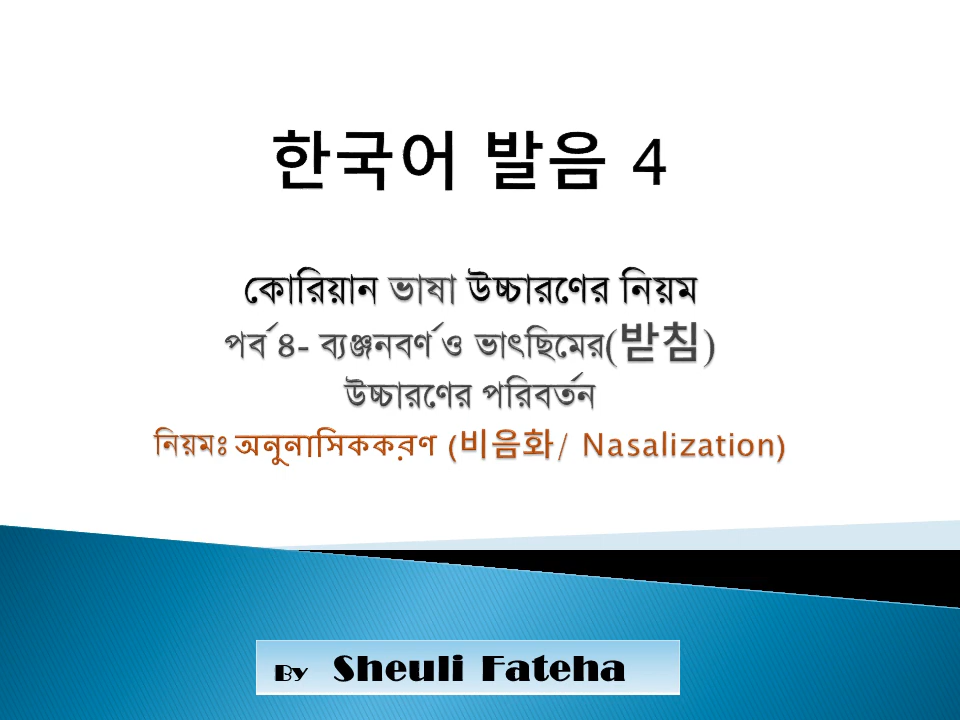 한국어 발음 4
কোরিয়ান ভাষা উচ্চারণের নিয়ম
পর্ব ৪- ব্যঞ্জনবর্ণ ও ভাৎছিমের(받침)
উচ্চারণের পরিবর্তন
নিয়মঃ অনুনাসিককরণ (비음화/ Nasalization)
By Sheuli Fateha